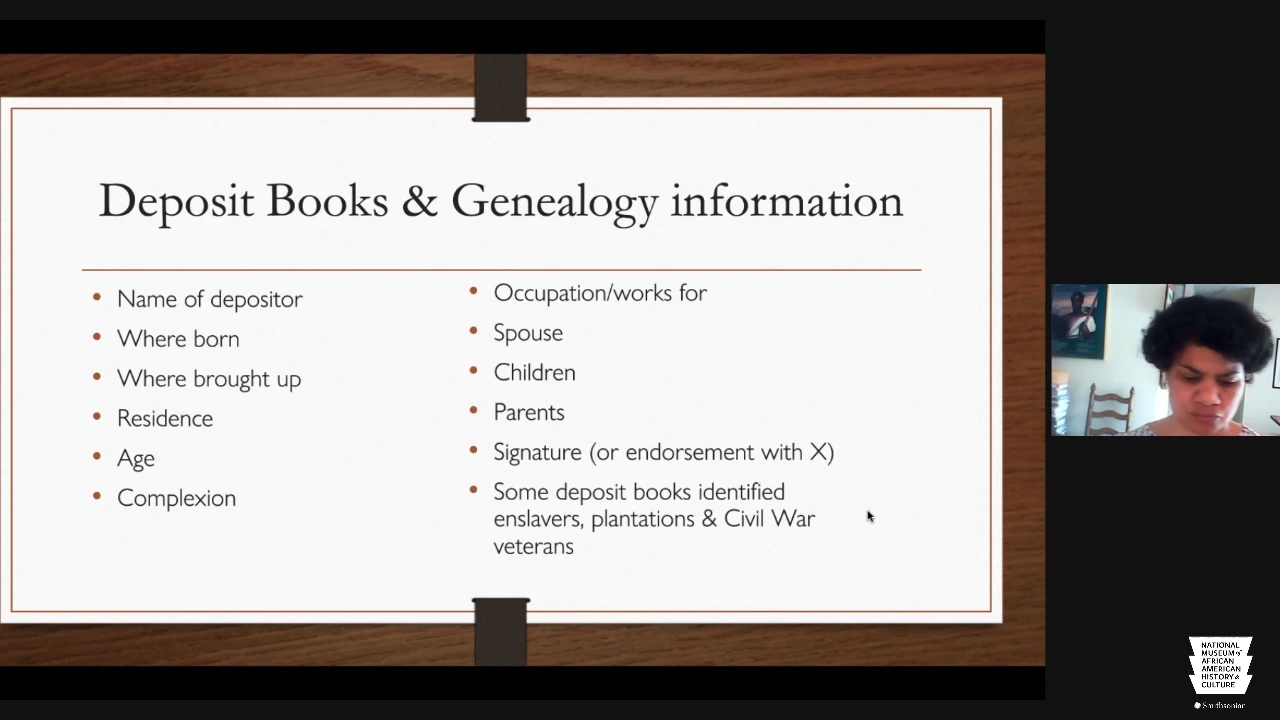 Deposit Books & Genealogy information
• Name of depositor
• Where born
• Where brought up
• Residence
• Age
• Complexion
• Occupation/works for
• Spouse
• Children
• Parents
• Signature (or endorsement with X)
• Some deposit books identified
enslavers, plantations & Civil War
veterans
NATIONAL
MUSEUM of
AFRICAN
AMERICAN
HISTORY &
CULTURE
Smithsonian